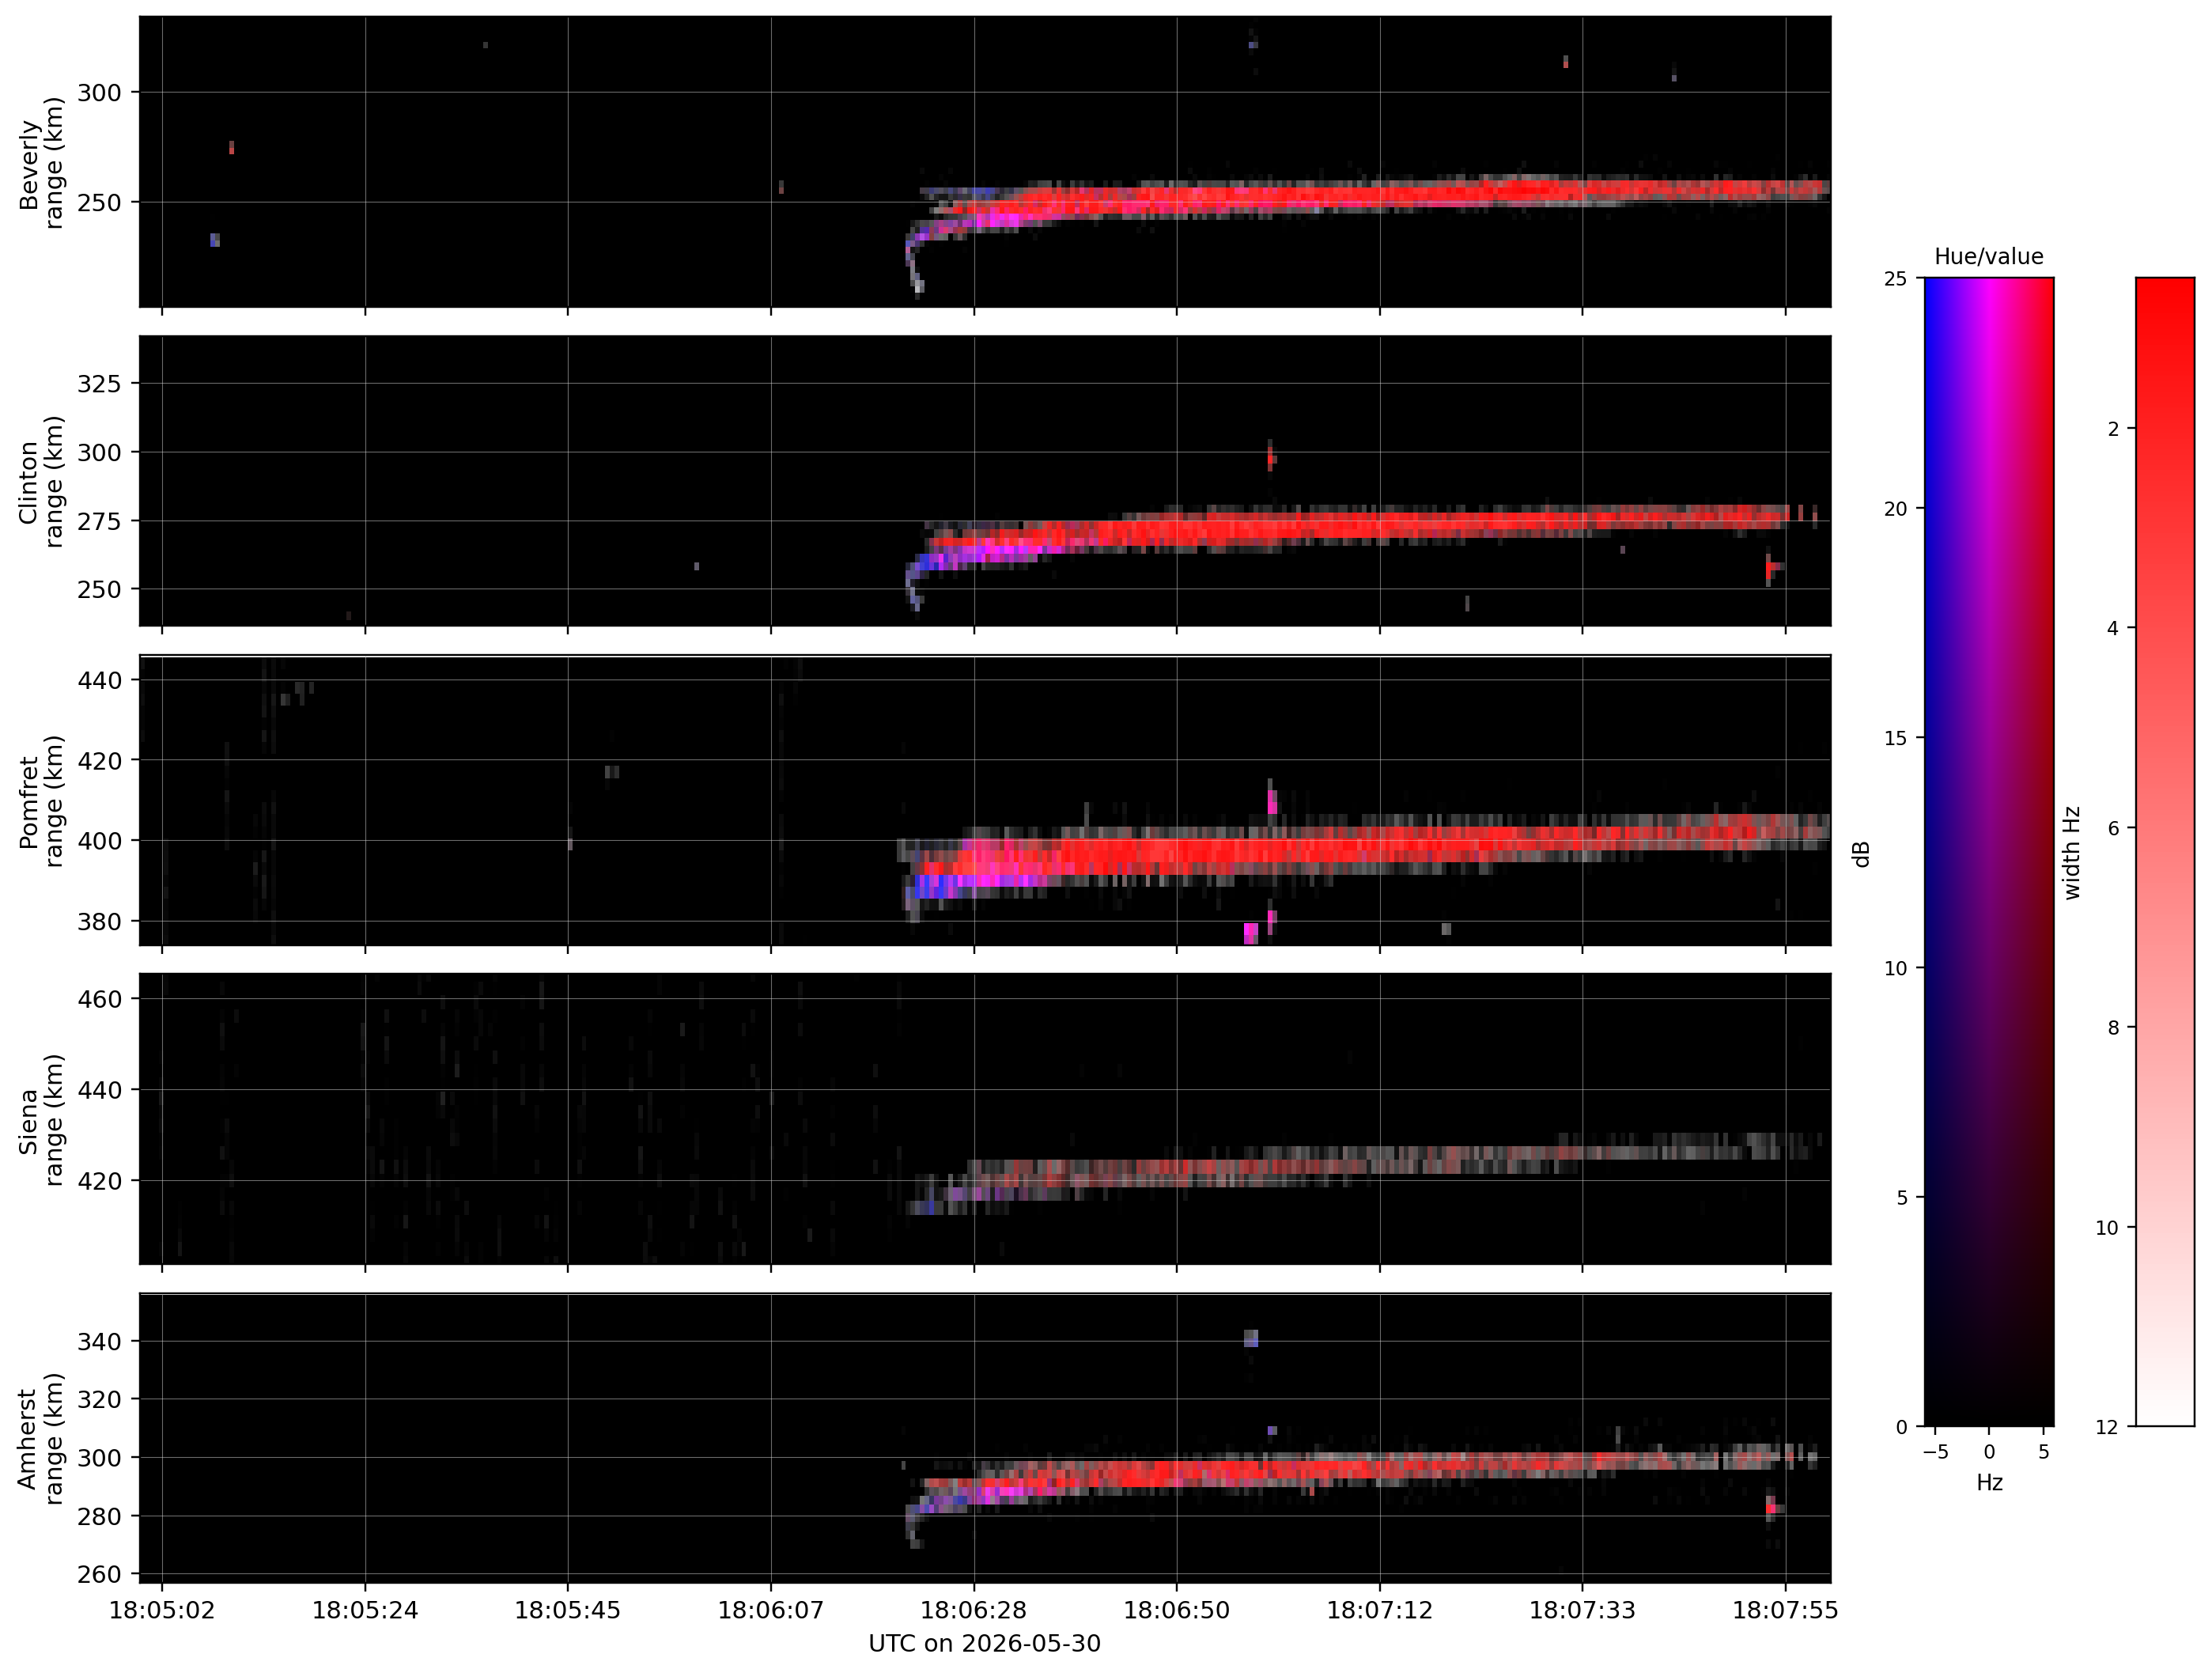 Beverly
range (km)
300
250
Clinton
range (km)
325
300
275
250
Pomfret
range (km)
440
420
400
380
Siena
range (km)
460
440
420
Amherst
range (km)
340
320
300
280
260
18:05:02 18:05:24 18:05:45 18:06:07 18:06:28 18:06:50 18:07:12 18:07:33 18:07:55
UTC on 2026-05-30
Hue/value
25
20
15
10
5
0
dB
−5 0 5
Hz
width Hz
2
4
6
8
10
12